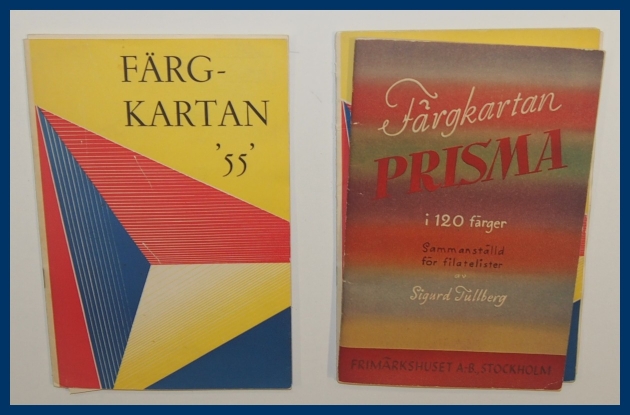 FÄRG-
KARTAN
'55'
Färgkartan
PRISMA
i 120 färger
Sammanställd
för filatelister
av
Sigurd Tullberg
FRIMÄRKSHUSET A.-B., STOCKHOLM